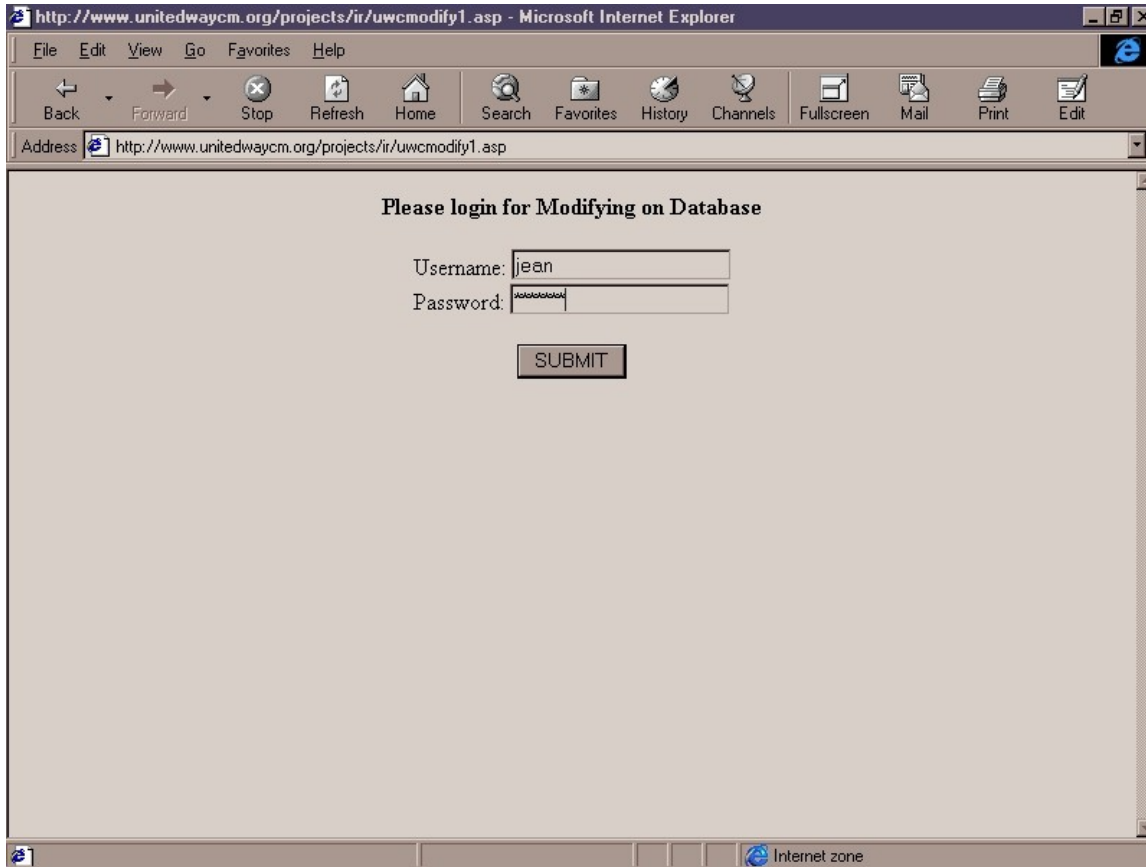 http://www.unitedwaycm.org/projects/ir/uwcmodify1.asp - Microsoft Internet Explorer
File Edit View Go Favorites Help
Back Forward Stop Refresh Home Search Favorites History Channels Fullscreen Mail Print Edit
Address http://www.unitedwaycm.org/projects/ir/uwcmodify1.asp
Please login for Modifying on Database
Username: jean
Password: ********
SUBMIT
Internet zone